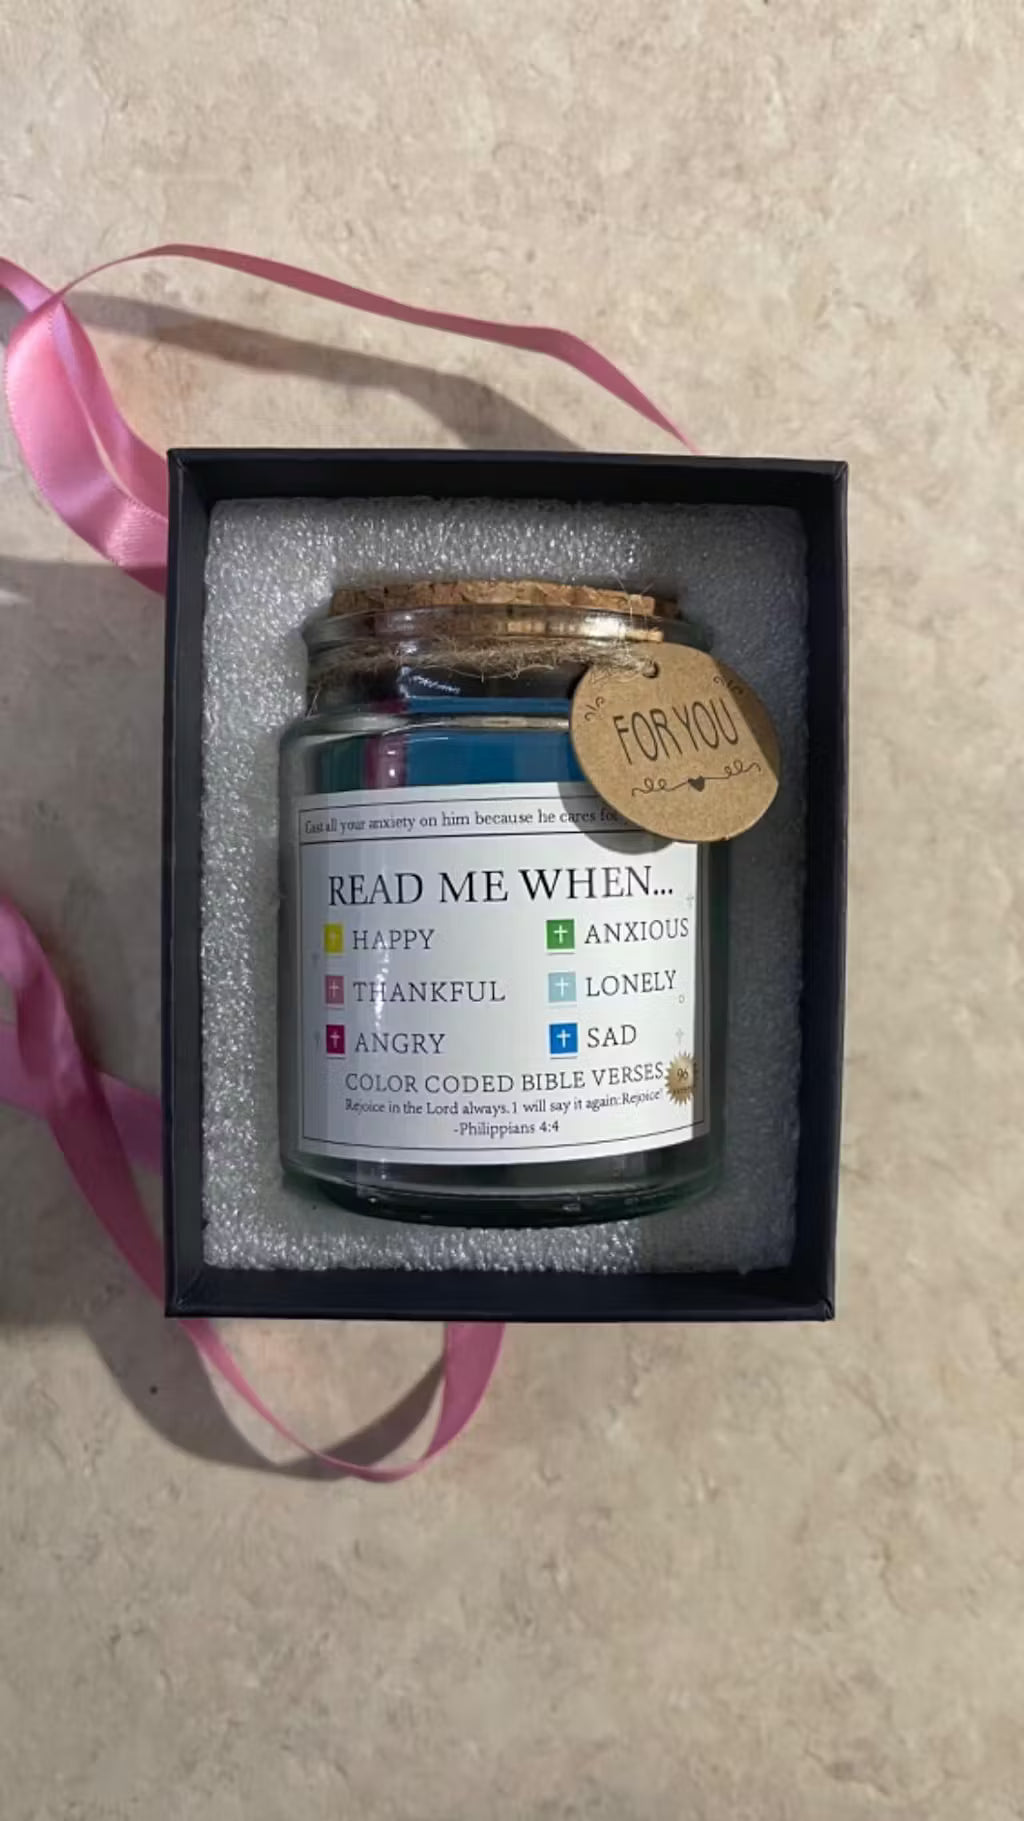 FOR YOU
Cast all your anxiety on him because he cares for
READ ME WHEN...
HAPPY
ANXIOUS
THANKFUL
LONELY
ANGRY
SAD
COLOR CODED BIBLE VERSES
96
Rejoice in the Lord always. I will say it again: Rejoice!
-Philippians 4:4